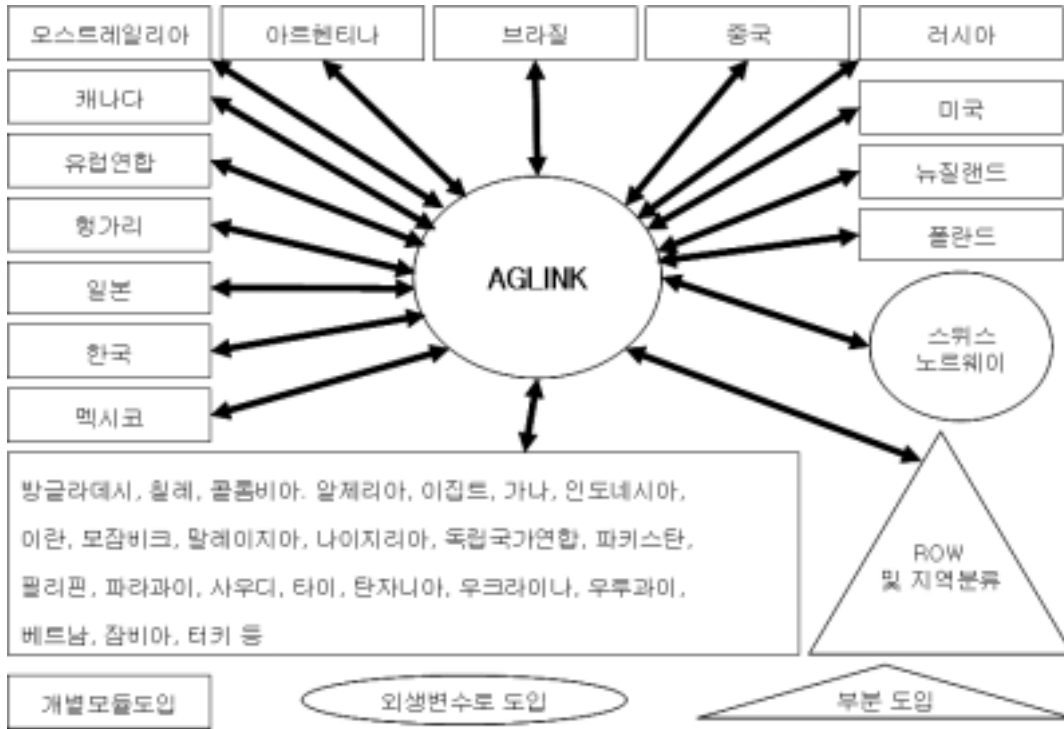 오스트레일리아
아르헨티나
브라질
중국
러시아
캐나다
미국
유럽연합
뉴질랜드
헝가리
폴란드
일본
AGLINK
스위스
노르웨이
한국
멕시코
방글라데시, 칠레, 콜롬비아. 알제리아, 이집트, 가나, 인도네시아,
이란, 모잠비크, 말레이지아, 나이지리아, 독립국가연합, 파키스탄,
필리핀, 파라과이, 사우디, 타이, 탄자니아, 우크라이나, 우루과이,
베트남, 잠비아, 터키 등
ROW
및 지역분류
개별모듈도입
외생변수로 도입
부분 도입